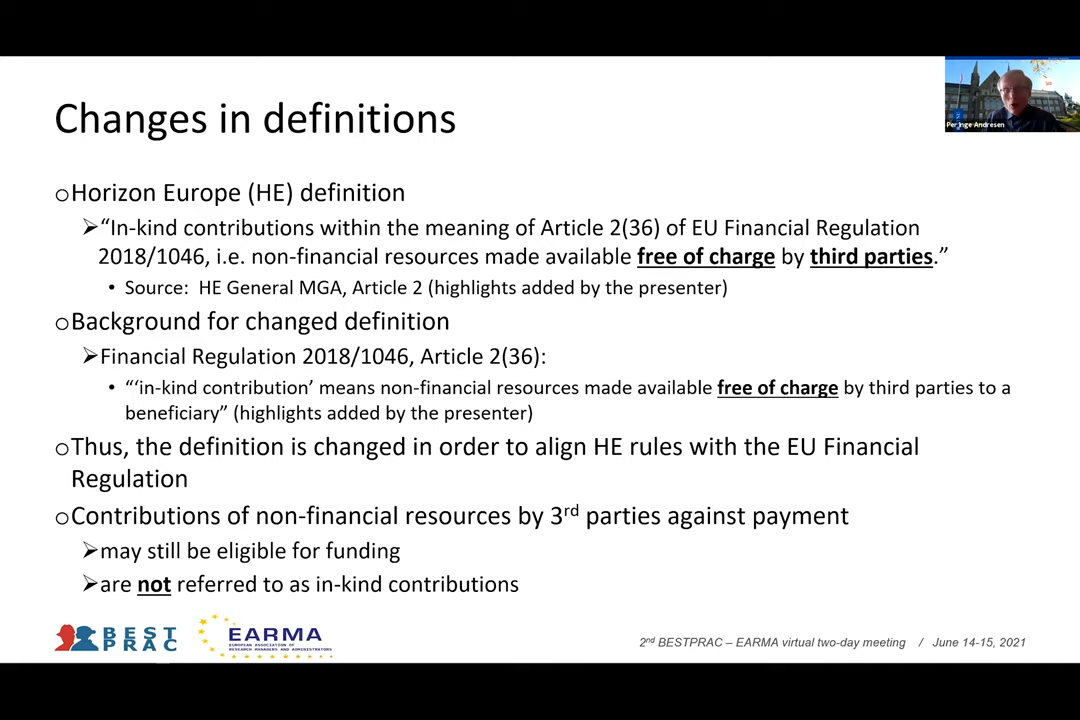 Changes in definitions
Per Inge Andresen
oHorizon Europe (HE) definition
➢“In-kind contributions within the meaning of Article 2(36) of EU Financial Regulation
2018/1046, i.e. non-financial resources made available free of charge by third parties.”
• Source: HE General MGA, Article 2 (highlights added by the presenter)
oBackground for changed definition
➢Financial Regulation 2018/1046, Article 2(36):
• “‘in-kind contribution’ means non-financial resources made available free of charge by third parties to a
beneficiary” (highlights added by the presenter)
oThus, the definition is changed in order to align HE rules with the EU Financial
Regulation
oContributions of non-financial resources by 3rd parties against payment
➢may still be eligible for funding
➢are not referred to as in-kind contributions
BEST
PRAC
EARMA
EUROPEAN ASSOCIATION OF
RESEARCH MANAGERS AND ADMINISTRATORS
2nd BESTPRAC – EARMA virtual two-day meeting / June 14-15, 2021